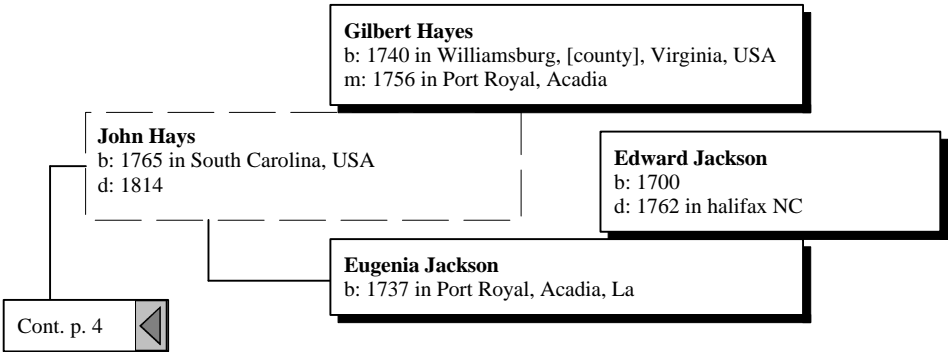 Gilbert Hayes
b: 1740 in Williamsburg, [county], Virginia, USA
m: 1756 in Port Royal, Acadia
John Hays
b: 1765 in South Carolina, USA
d: 1814
Edward Jackson
b: 1700
d: 1762 in halifax NC
Eugenia Jackson
b: 1737 in Port Royal, Acadia, La
Cont. p. 4